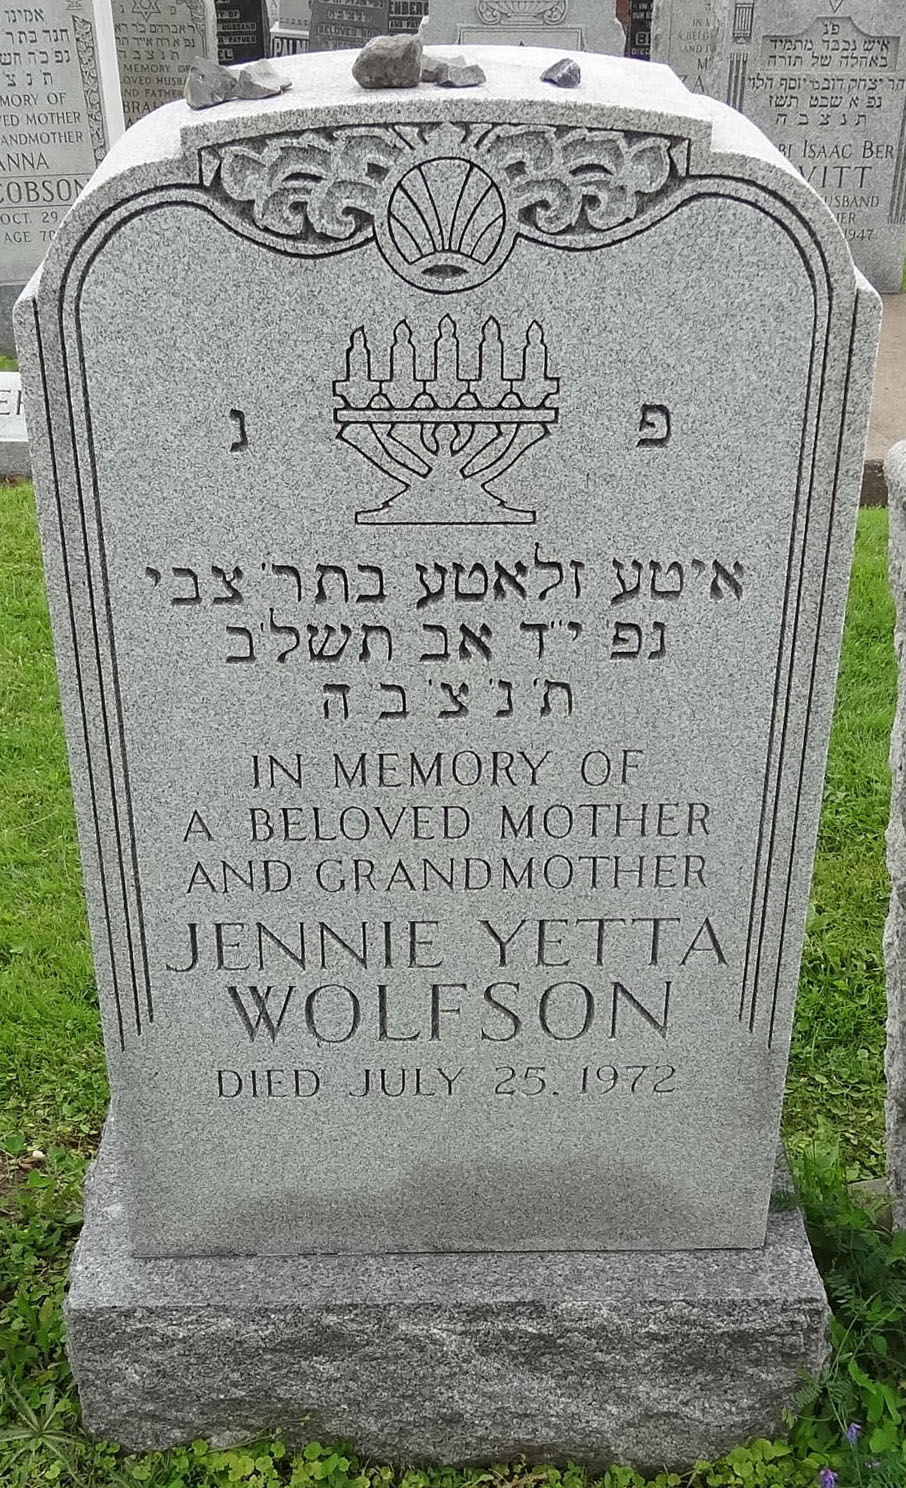 פ נ
איטע זלאטע בת ר' צבי
נפ' י"ד אב תשל"ב
ת' נ' צ' ב' ה
IN MEMORY OF
A BELOVED MOTHER
AND GRANDMOTHER
JENNIE YETTA
WOLFSON
DIED JULY 25. 1972